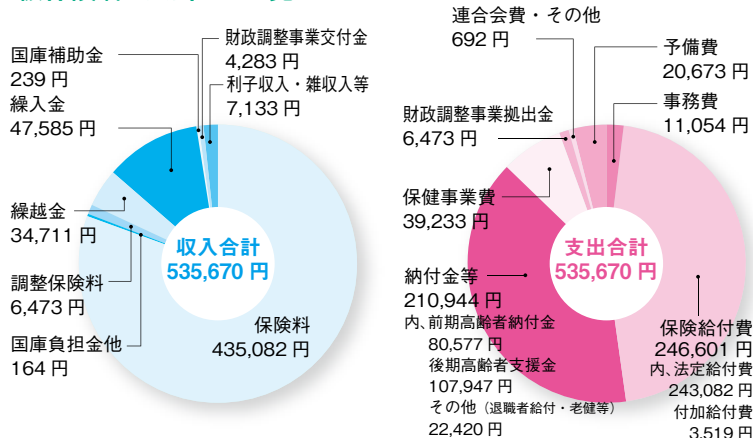 国庫補助金
239 円
繰入金
47,585 円
繰越金
34,711 円
調整保険料
6,473 円
国庫負担金他
164 円
財政調整事業交付金
4,283 円
利子収入・雑収入等
7,133 円
収入合計
535,670 円
保険料
435,082 円
連合会費・その他
692 円
財政調整事業拠出金
6,473 円
保健事業費
39,233 円
納付金等
210,944 円
内、前期高齢者納付金
80,577 円
後期高齢者支援金
107,947 円
その他（退職者給付・老健等）
22,420 円
予備費
20,673 円
事務費
11,054 円
支出合計
535,670 円
保険給付費
246,601 円
内、法定給付費
243,082 円
付加給付費
3,519 円